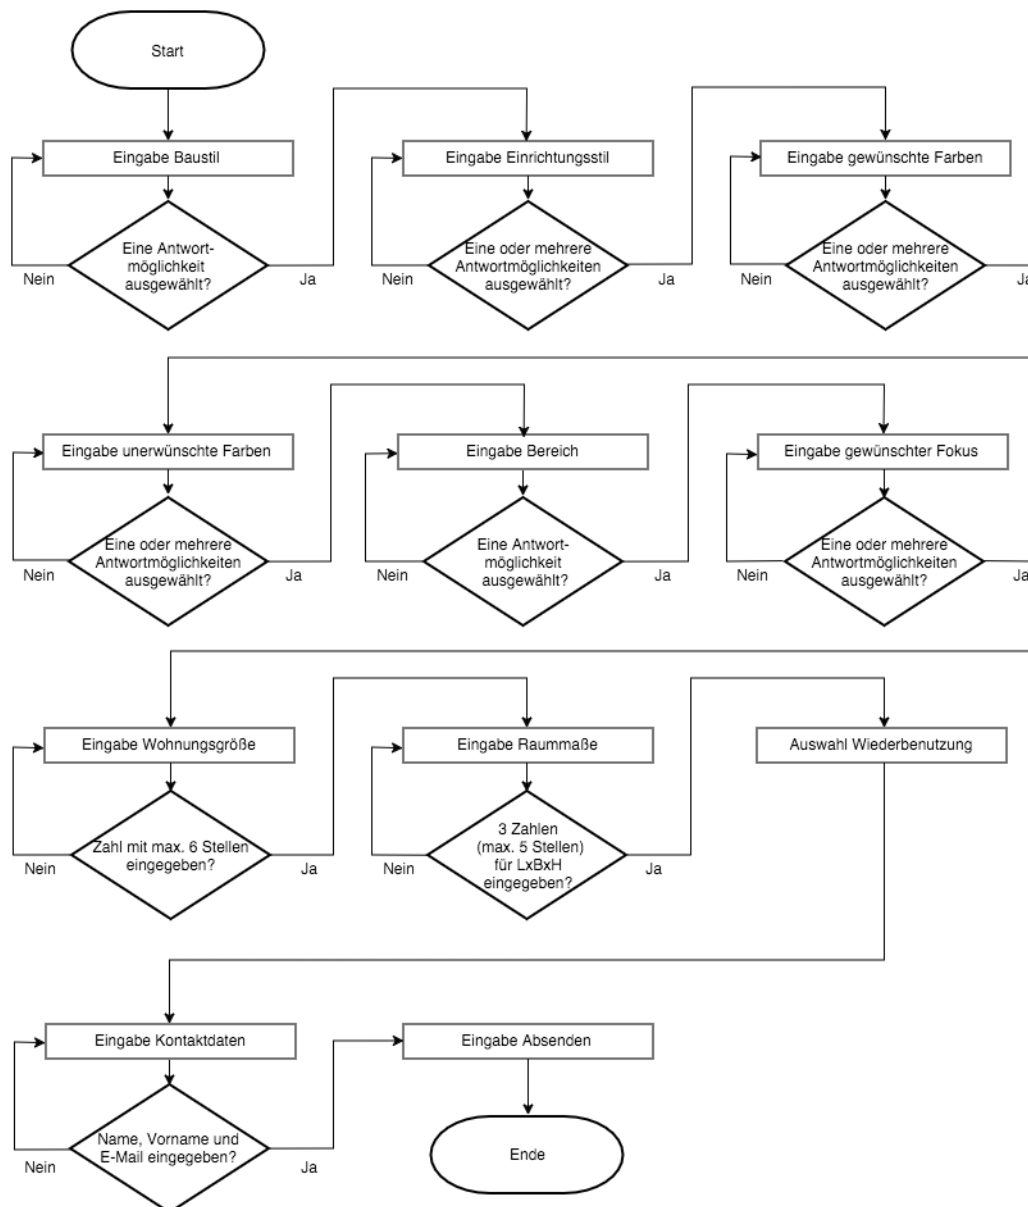 Start
Eingabe Baustil
Eingabe Einrichtungsstil
Eingabe gewünschte Farben
Eine Antwort-
möglichkeit
ausgewählt?
Nein
Ja
Eine oder mehrere
Antwortmöglichkeiten
ausgewählt?
Nein
Ja
Eine oder mehrere
Antwortmöglichkeiten
ausgewählt?
Nein
Ja
Eingabe unerwünschte Farben
Eingabe Bereich
Eingabe gewünschter Fokus
Eine oder mehrere
Antwortmöglichkeiten
ausgewählt?
Nein
Ja
Eine Antwort-
möglichkeit
ausgewählt?
Nein
Ja
Eine oder mehrere
Antwortmöglichkeiten
ausgewählt?
Nein
Ja
Eingabe Wohnungsgröße
Eingabe Raummaße
Auswahl Wiederbenutzung
Zahl mit max. 6 Stellen
eingegeben?
Nein
Ja
3 Zahlen
(max. 5 Stellen)
für LxBxH
eingegeben?
Nein
Ja
Eingabe Kontaktdaten
Eingabe Absenden
Name, Vorname und
E-Mail eingegeben?
Nein
Ja
Ende